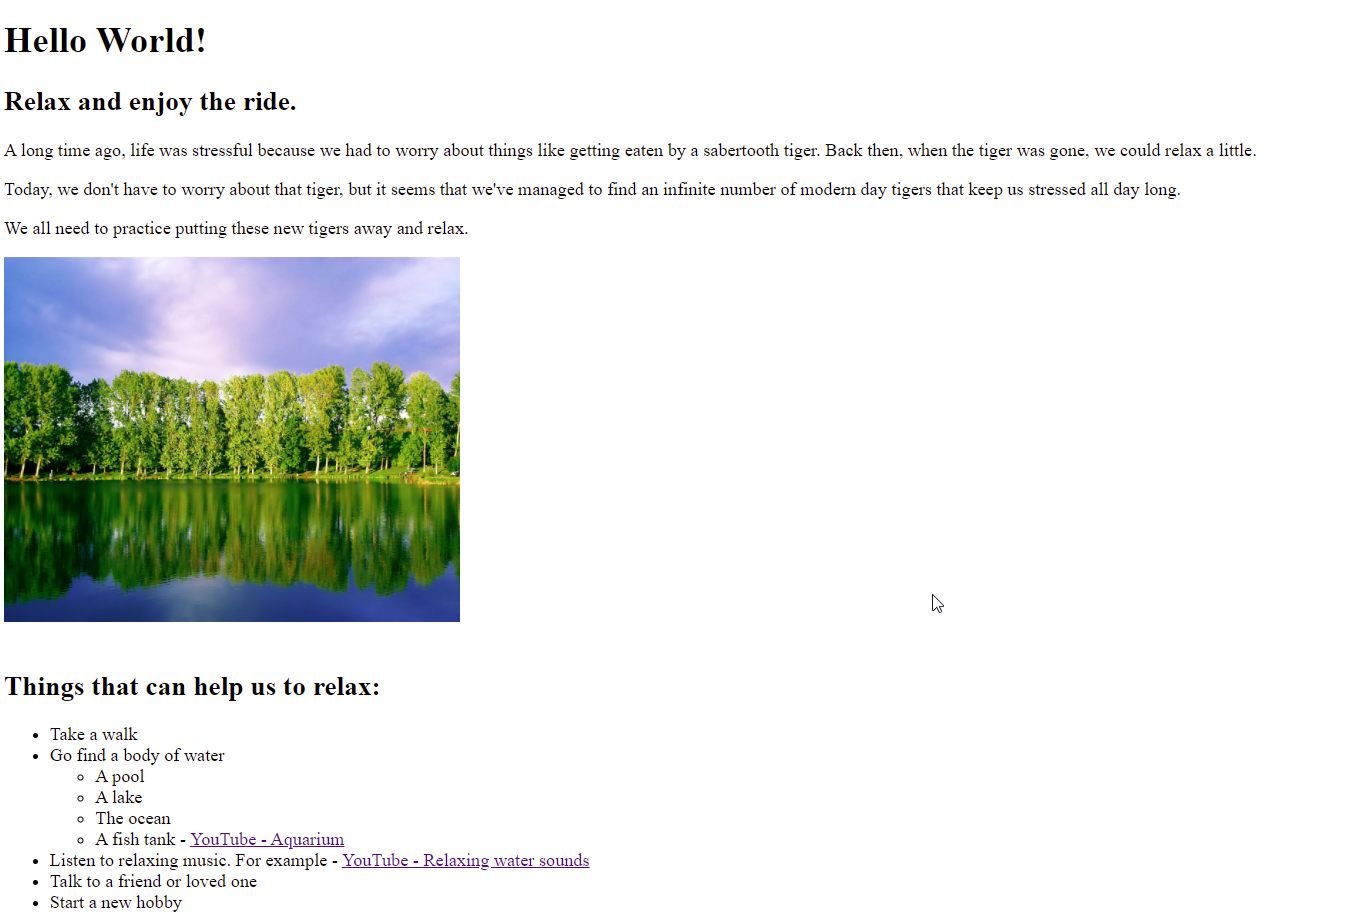 Hello World!
Relax and enjoy the ride.
A long time ago, life was stressful because we had to worry about things like getting eaten by a sabertooth tiger. Back then, when the tiger was gone, we could relax a little.
Today, we don't have to worry about that tiger, but it seems that we've managed to find an infinite number of modern day tigers that keep us stressed all day long.
We all need to practice putting these new tigers away and relax.
Things that can help us to relax:
Take a walk
Go find a body of water
A pool
A lake
The ocean
A fish tank - YouTube - Aquarium
Listen to relaxing music. For example - YouTube - Relaxing water sounds
Talk to a friend or loved one
Start a new hobby